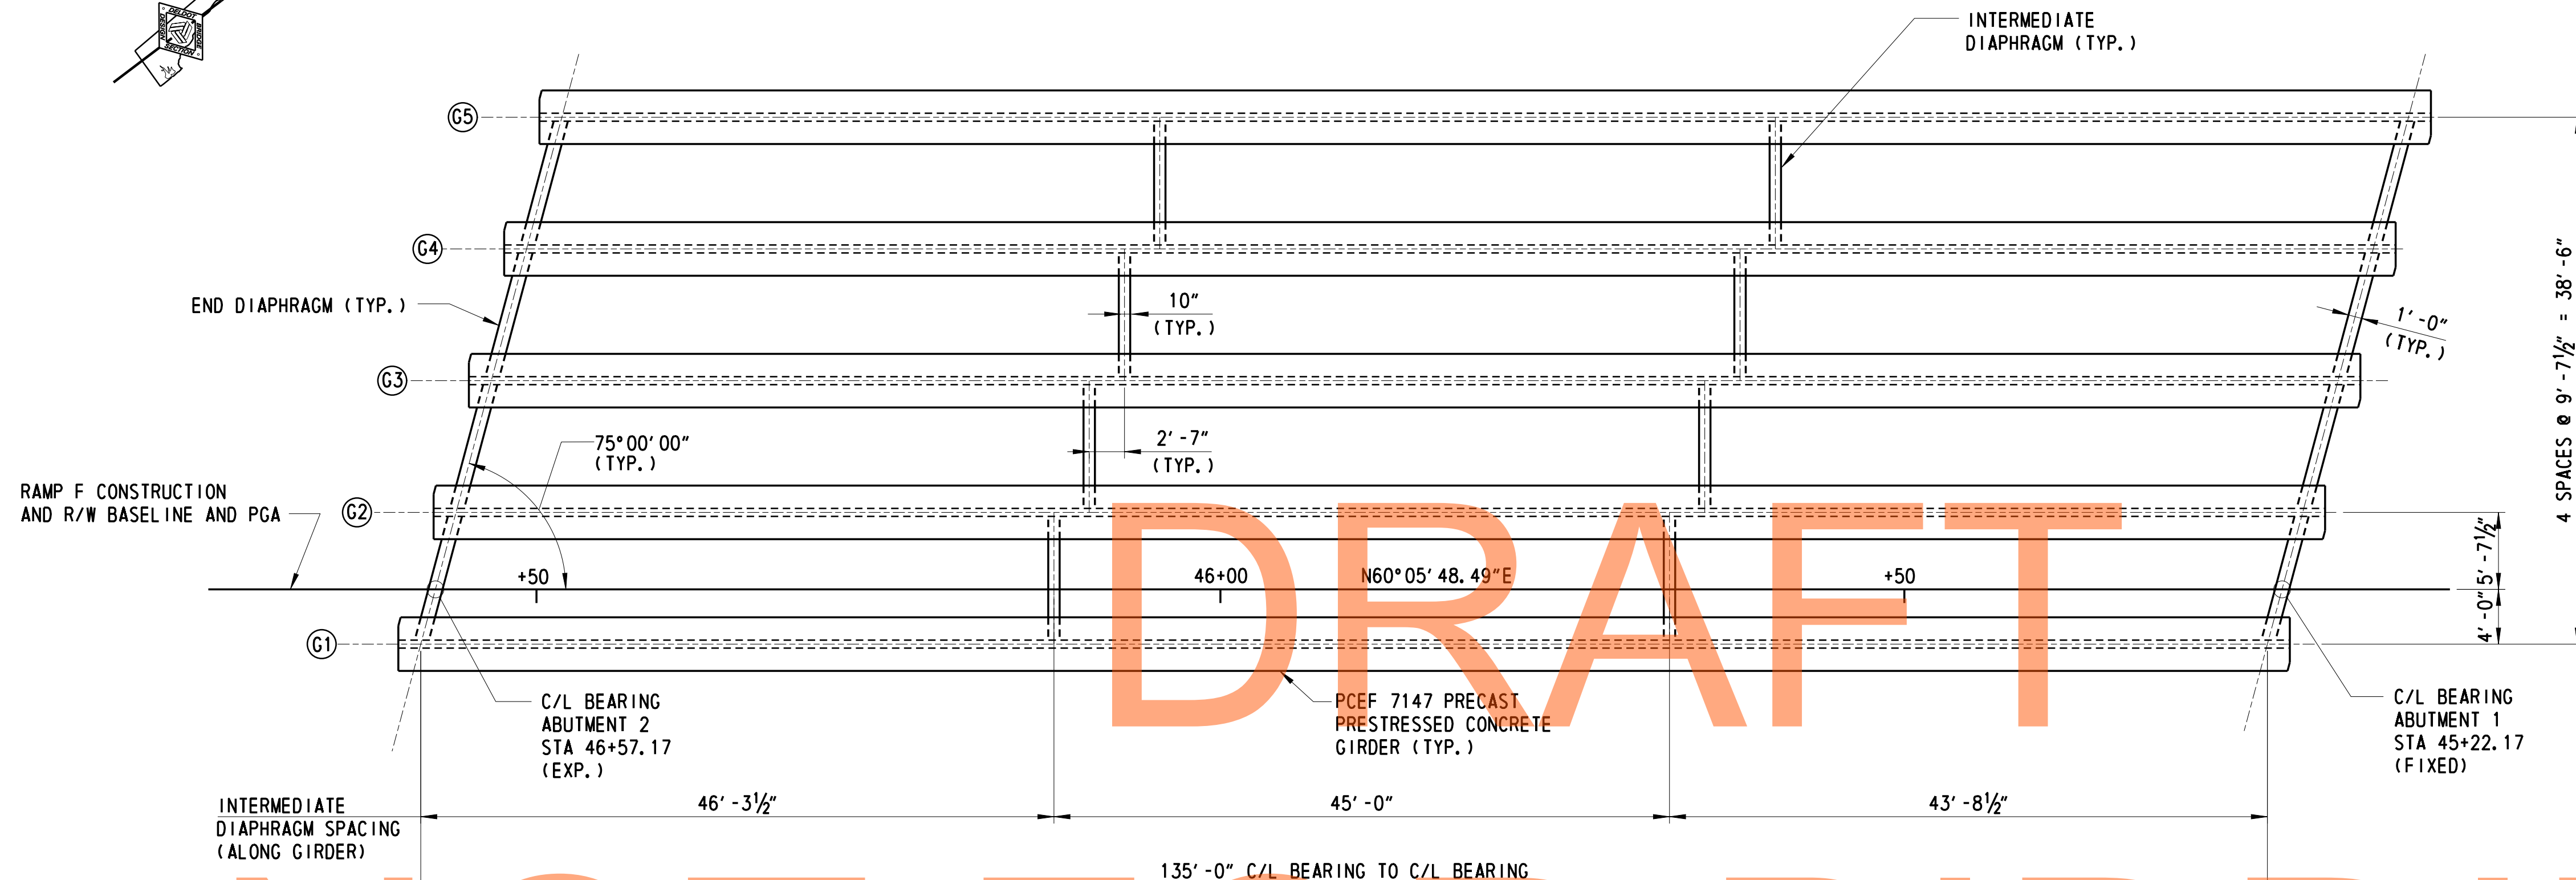 DELDOT
BRIDGE
DESIGN
SECTION
INTERMEDIATE
DIAPHRAGM (TYP.)
G5
G4
END DIAPHRAGM (TYP.)
10"
(TYP.)
1'-0"
(TYP.)
4 SPACES @ 9'-7½" = 38'-6"
G3
75°00'00"
(TYP.)
2'-7"
(TYP.)
RAMP F CONSTRUCTION
AND R/W BASELINE AND PGA
G2
DRAFT
5'-7½"
+50
46+00
N60°05'48.49"E
+50
4'-0"
G1
C/L BEARING
ABUTMENT 2
STA 46+57.17
(EXP.)
PCEF 7147 PRECAST
PRESTRESSED CONCRETE
GIRDER (TYP.)
C/L BEARING
ABUTMENT 1
STA 45+22.17
(FIXED)
INTERMEDIATE
DIAPHRAGM SPACING
(ALONG GIRDER)
46'-3½"
45'-0"
43'-8½"
135'-0" C/L BEARING TO C/L BEARING